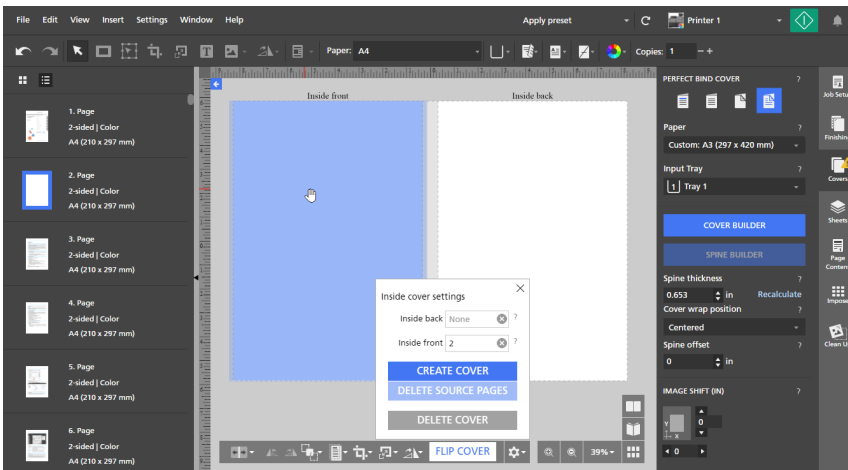 File Edit View Insert Settings Window Help
Apply preset
Printer 1
Paper: A4
Copies: 1
1. Page
2-sided | Color
A4 (210 x 297 mm)
2. Page
2-sided | Color
A4 (210 x 297 mm)
3. Page
2-sided | Color
A4 (210 x 297 mm)
4. Page
2-sided | Color
A4 (210 x 297 mm)
5. Page
2-sided | Color
A4 (210 x 297 mm)
6. Page
2-sided | Color
A4 (210 x 297 mm)
Inside front
Inside back
Inside cover settings
Inside back None ?
Inside front 2 ?
CREATE COVER
DELETE SOURCE PAGES
DELETE COVER
FLIP COVER
39%
PERFECT BIND COVER ?
Paper ?
Custom: A3 (297 x 420 mm)
Input Tray ?
1 Tray 1
COVER BUILDER
SPINE BUILDER
Spine thickness ?
0.653 in Recalculate
Cover wrap position ?
Centered
Spine offset ?
0 in
IMAGE SHIFT (IN) ?
Y
X
0
0
Job Setu
Finishin
Covers
Sheets
Page
Conten
Impose
Clean U